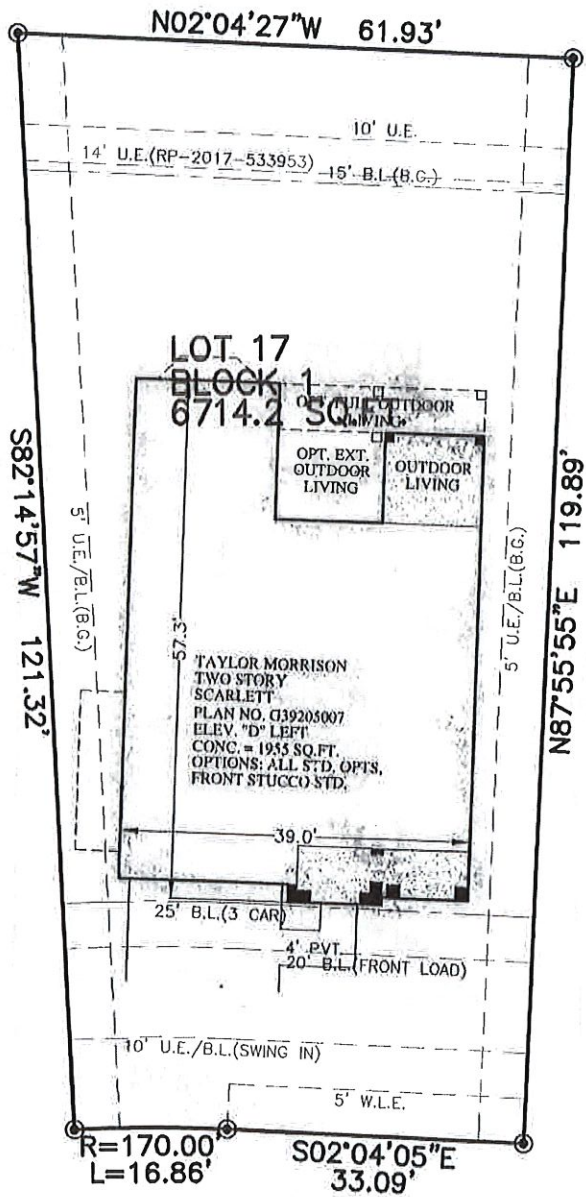 N02°04'27"W 61.93'
10' U.E.
14' U.E.(RP-2017-533953)
15' B.L.(B.G.)
LOT 17
BLOCK 1
6714.2 SQ.FT.
OUTDOOR
LIVING
OPT. EXT.
OUTDOOR
LIVING
OUTDOOR
LIVING
S82°14'57"W 121.32'
5' U.E./B.L.(B.G.)
57.3'
5' U.E./B.L.(B.G.)
N87°55'55"E 119.89'
TAYLOR MORRISON
TWO STORY
SCARLETT
PLAN NO. G39205007
ELEV. "D" LEFT
CONC. = 1955 SQ.FT.
OPTIONS: ALL STD. OPTS,
FRONT STUCCO STD,
39.0'
25' B.L.(3 CAR)
4' PVT.
20' B.L.(FRONT LOAD)
10' U.E./B.L.(SWING IN)
5' W.L.E.
R=170.00'
L=16.86'
S02°04'05"E
33.09'